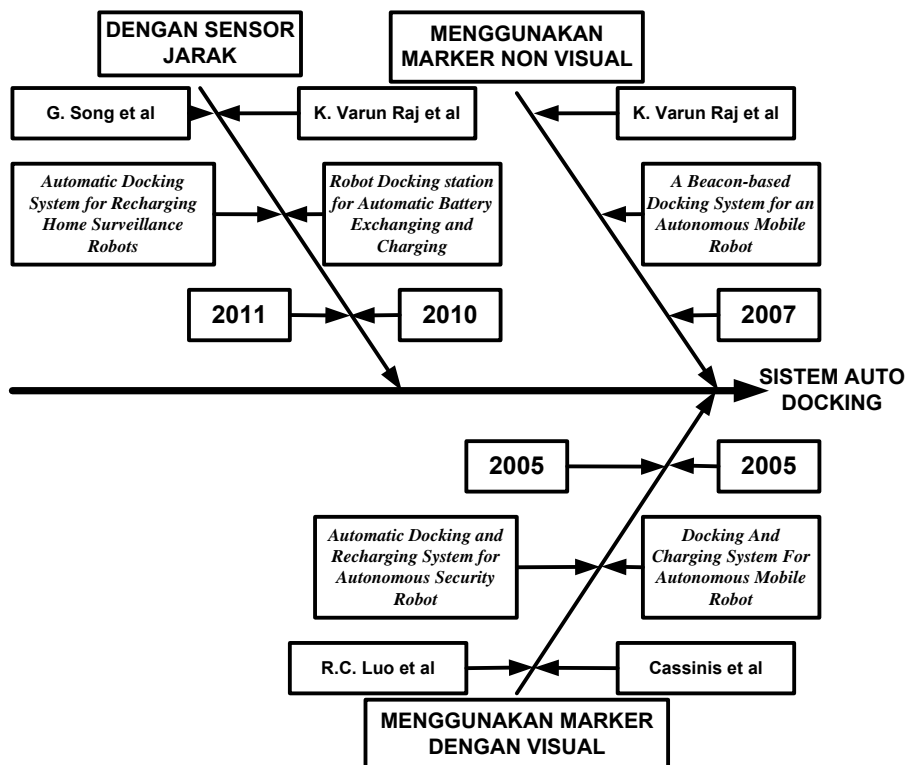 DENGAN SENSOR
JARAK
MENGGUNAKAN
MARKER NON VISUAL
G. Song et al
K. Varun Raj et al
K. Varun Raj et al
Automatic Docking
System for Recharging
Home Surveillance
Robots
Robot Docking station
for Automatic Battery
Exchanging and
Charging
A Beacon-based
Docking System for an
Autonomous Mobile
Robot
2011
2010
2007
SISTEM AUTO
DOCKING
2005
2005
Automatic Docking and
Recharging System for
Autonomous Security
Robot
Docking And
Charging System For
Autonomous Mobile
Robot
R.C. Luo et al
Cassinis et al
MENGGUNAKAN MARKER
DENGAN VISUAL